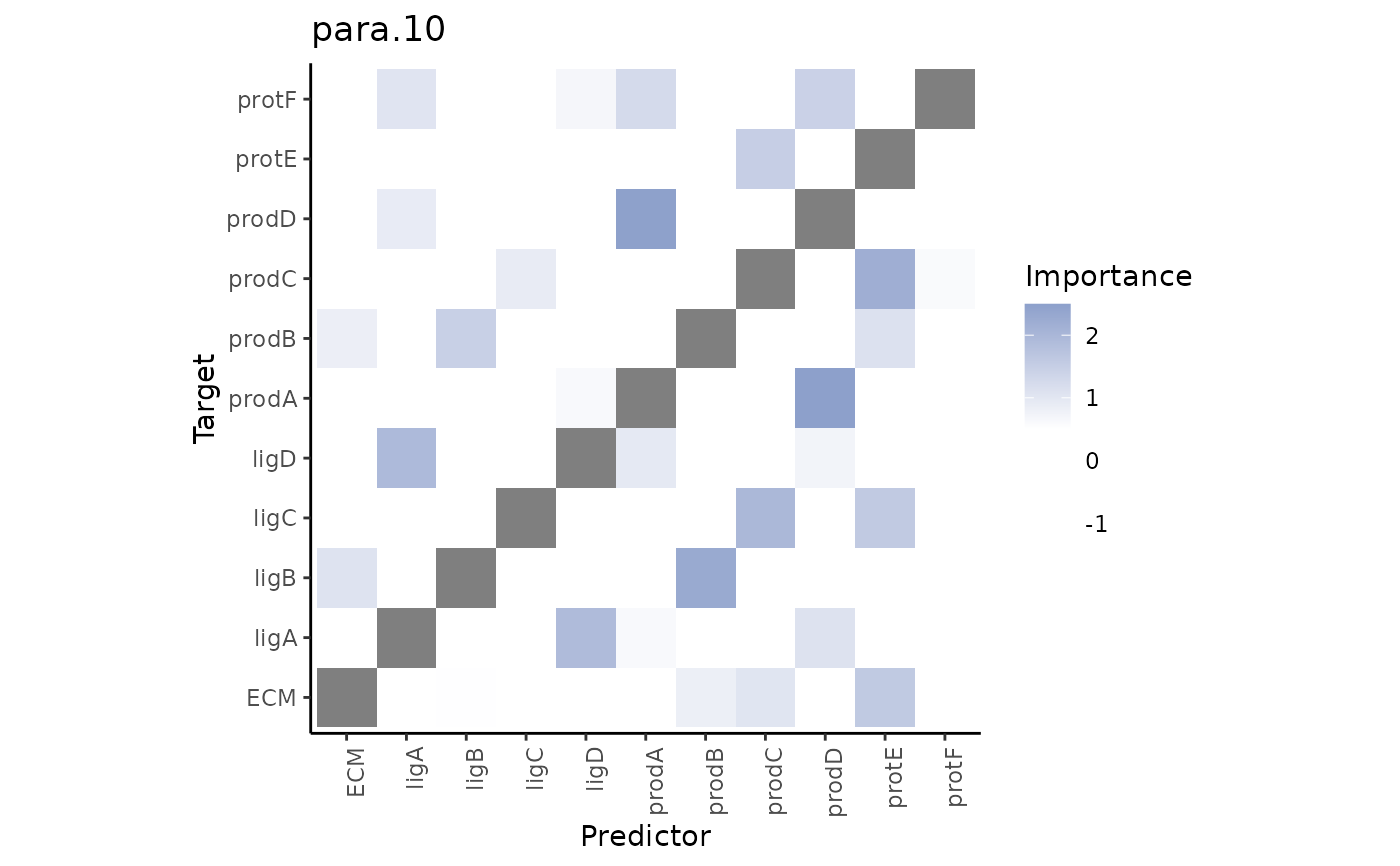 para.10
protF
protE
prodD
prodC
prodB
prodA
ligD
ligC
ligB
ligA
ECM
Target
ECM
ligA
ligB
ligC
ligD
prodA
prodB
prodC
prodD
protE
protF
Predictor
Importance
2
1
0
-1